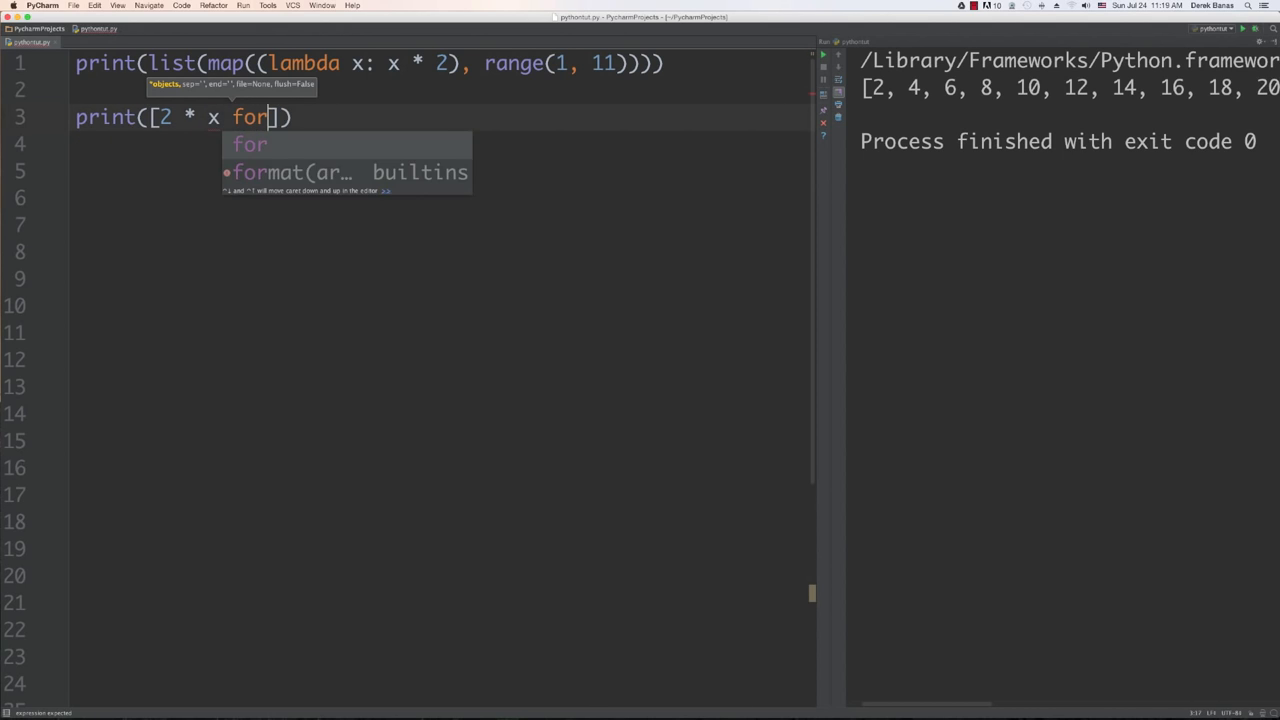 PyCharm File Edit View Navigate Code Refactor Run Tools VCS Window Help
10 Sun Jul 24 11:19 AM Derek Banas
pythontut.py - PycharmProjects - [~/PycharmProjects]
PycharmProjects pythontut.py
pythontut
pythontut.py
Run: pythontut
1 print(list(map((lambda x: x * 2), range(1, 11))))
2
*objects, sep=' ', end='', file=None, flush=False
3 print([2 * x for])
4
for
5
format(ar… builtins
^↓ and ^↑ will move caret down and up in the editor >>
6
7
8
9
10
11
12
13
14
15
16
17
18
19
20
21
22
23
24
25
/Library/Frameworks/Python.framewor
[2, 4, 6, 8, 10, 12, 14, 16, 18, 20
Process finished with exit code 0
expression expected
3:17 LF÷ UTF-8÷